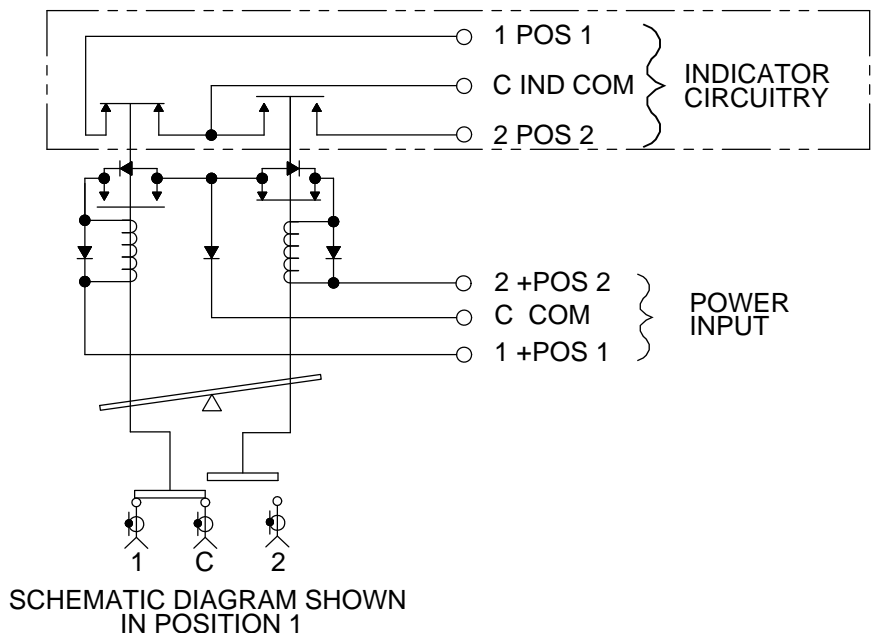 1 POS 1
C IND COM
2 POS 2
INDICATOR
CIRCUITRY
2 +POS 2
C COM
1 +POS 1
POWER
INPUT
1 C 2
SCHEMATIC DIAGRAM SHOWN
IN POSITION 1